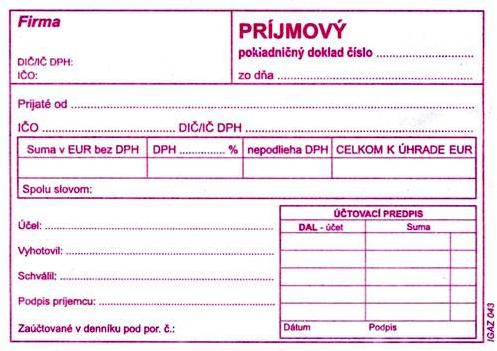 Firma
PRÍJMOVÝ
pokladničný doklad číslo ........................
DIČ/IČ DPH:
IČO:
zo dňa ........................
Prijaté od ........................
IČO ........................ DIČ/IČ DPH ........................
Suma v EUR bez DPH DPH .............. % nepodlieha DPH CELKOM K ÚHRADE EUR
Spolu slovom:
ÚČTOVACÍ PREDPIS
DAL - účet Suma
Účel: ........................
Vyhotovil: ........................
Schválil: ........................
Podpis príjemcu: ........................
Zaúčtované v denníku pod por. č.:
Dátum Podpis
IGAZ 043